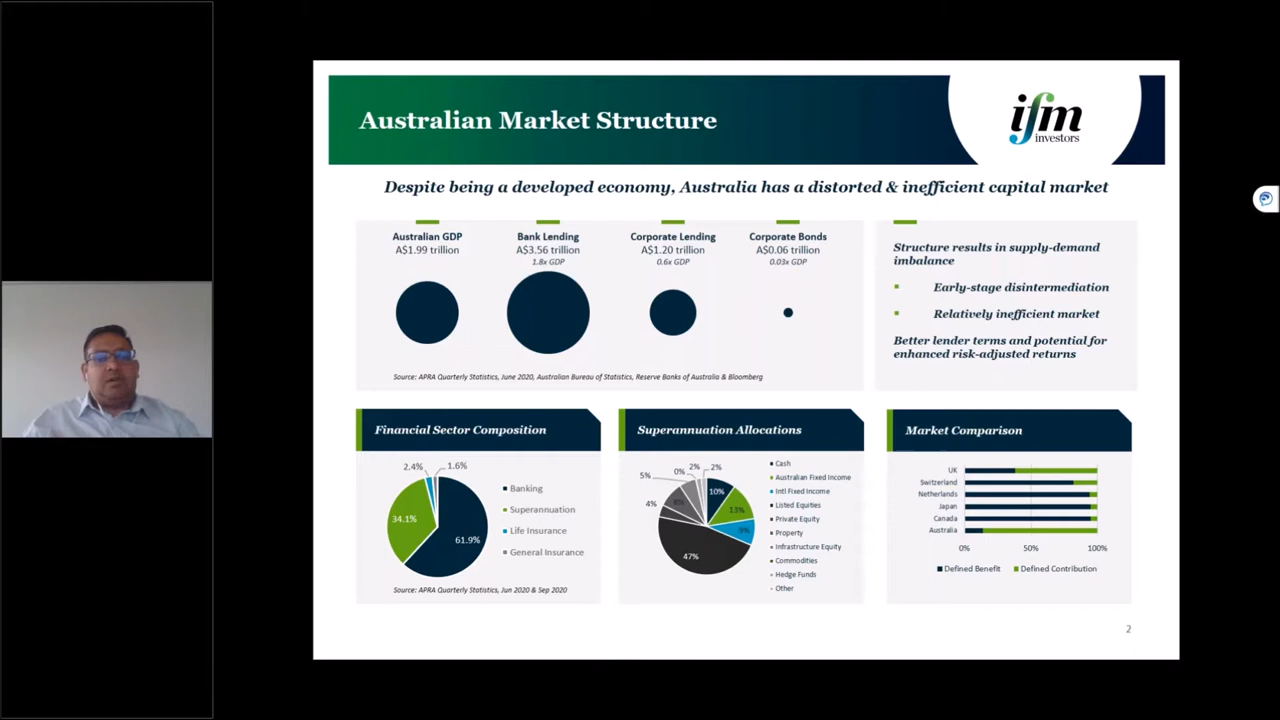 Australian Market Structure
ifm
investors
Despite being a developed economy, Australia has a distorted & inefficient capital market
Australian GDP
A$1.99 trillion
Bank Lending
A$3.56 trillion
1.8x GDP
Corporate Lending
A$1.20 trillion
0.6x GDP
Corporate Bonds
A$0.06 trillion
0.03x GDP
Source: APRA Quarterly Statistics, June 2020, Australian Bureau of Statistics, Reserve Banks of Australia & Bloomberg
Structure results in supply-demand
imbalance
Early-stage disintermediation
Relatively inefficient market
Better lender terms and potential for
enhanced risk-adjusted returns
Financial Sector Composition
2.4%
1.6%
34.1%
61.9%
Banking
Superannuation
Life Insurance
General Insurance
Source: APRA Quarterly Statistics, Jun 2020 & Sep 2020
Superannuation Allocations
2%
2%
0%
5%
8%
4%
10%
13%
9%
47%
Cash
Australian Fixed Income
Intl Fixed Income
Listed Equities
Private Equity
Property
Infrastructure Equity
Commodities
Hedge Funds
Other
Market Comparison
UK
Switzerland
Netherlands
Japan
Canada
Australia
0%
50%
100%
Defined Benefit
Defined Contribution
2